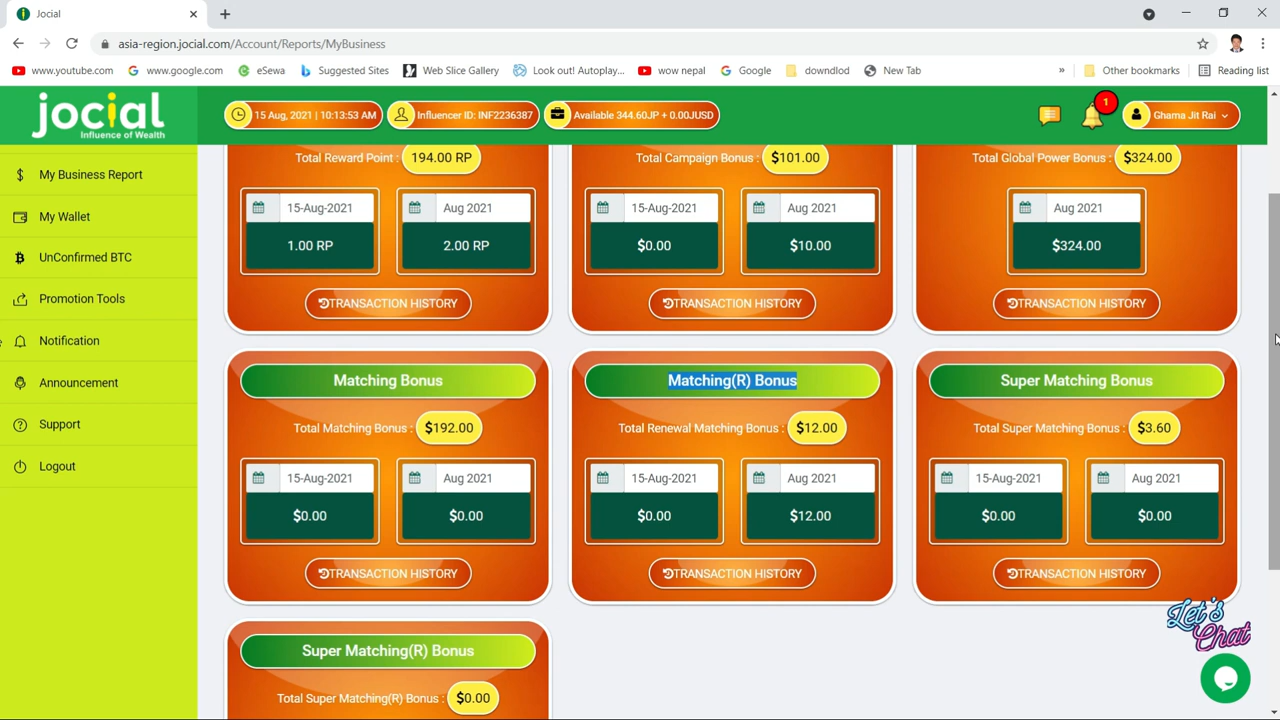 Jocial
asia-region.jocial.com/Account/Reports/MyBusiness
www.youtube.com
www.google.com
eSewa
Suggested Sites
Web Slice Gallery
Look out! Autoplay...
wow nepal
Google
downdlod
New Tab
»
Other bookmarks
Reading list
jocial
Influence of Wealth
15 Aug, 2021 | 10:13:53 AM
Influencer ID: INF2236387
Available 344.60JP + 0.00JUSD
1
Ghama Jit Rai
My Business Report
My Wallet
UnConfirmed BTC
Promotion Tools
Notification
Announcement
Support
Logout
Total Reward Point : 194.00 RP
15-Aug-2021
1.00 RP
Aug 2021
2.00 RP
TRANSACTION HISTORY
Total Campaign Bonus : $101.00
15-Aug-2021
$0.00
Aug 2021
$10.00
TRANSACTION HISTORY
Total Global Power Bonus : $324.00
Aug 2021
$324.00
TRANSACTION HISTORY
Matching Bonus
Total Matching Bonus : $192.00
15-Aug-2021
$0.00
Aug 2021
$0.00
TRANSACTION HISTORY
Matching(R) Bonus
Total Renewal Matching Bonus : $12.00
15-Aug-2021
$0.00
Aug 2021
$12.00
TRANSACTION HISTORY
Super Matching Bonus
Total Super Matching Bonus : $3.60
15-Aug-2021
$0.00
Aug 2021
$0.00
TRANSACTION HISTORY
Super Matching(R) Bonus
Total Super Matching(R) Bonus : $0.00
Let's
Chat